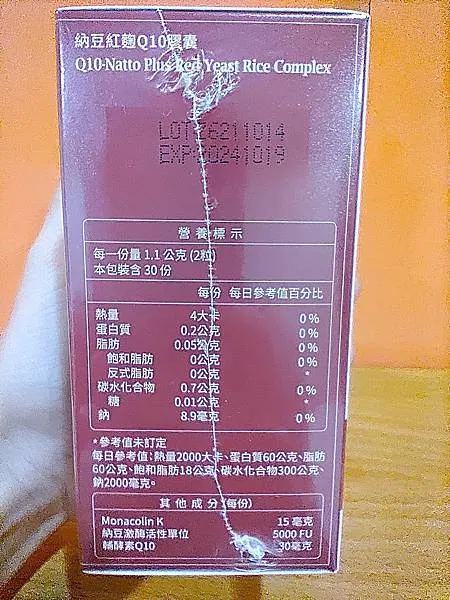 納豆紅麴Q10膠囊
Q10-Natto Plus Red Yeast Rice Complex
LOT:26211014
EXP:20241019
營養標示
每一份量 1.1 公克 (2粒)
本包裝含 30 份
每份 每日參考值百分比
熱量 4大卡 0%
蛋白質 0.2公克 0%
脂肪 0.05公克 0%
飽和脂肪 0公克 0%
反式脂肪 0公克 *
碳水化合物 0.7公克 0%
糖 0.01公克 *
鈉 8.9毫克 0%
*參考值未訂定
每日參考值:熱量2000大卡、蛋白質60公克、脂肪
60公克、飽和脂肪18公克、碳水化合物300公克、
鈉2000毫克。
其他成分(每份)
Monacolin K 15 毫克
納豆激酶活性單位 5000 FU
輔酵素Q10 30毫克